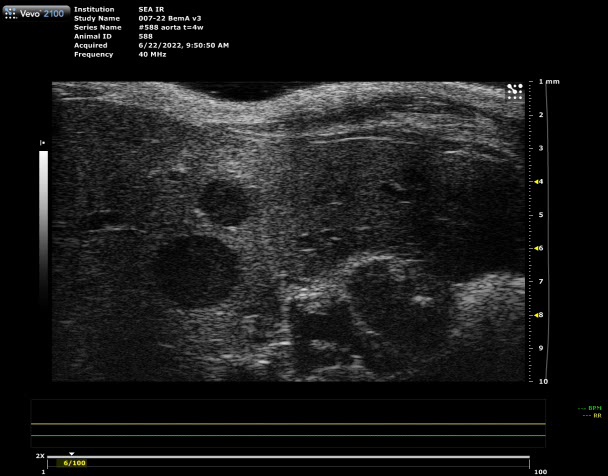 Vevo 2100
Institution SEA IR
Study Name 007-22 BemA v3
Series Name #588 aorta t=4w
Animal ID 588
Acquired 6/22/2022, 9:50:50 AM
Frequency 40 MHz
1 mm
2
3
4
5
6
7
8
9
10
--- BPM
--- RR
2X
6/100
1 100